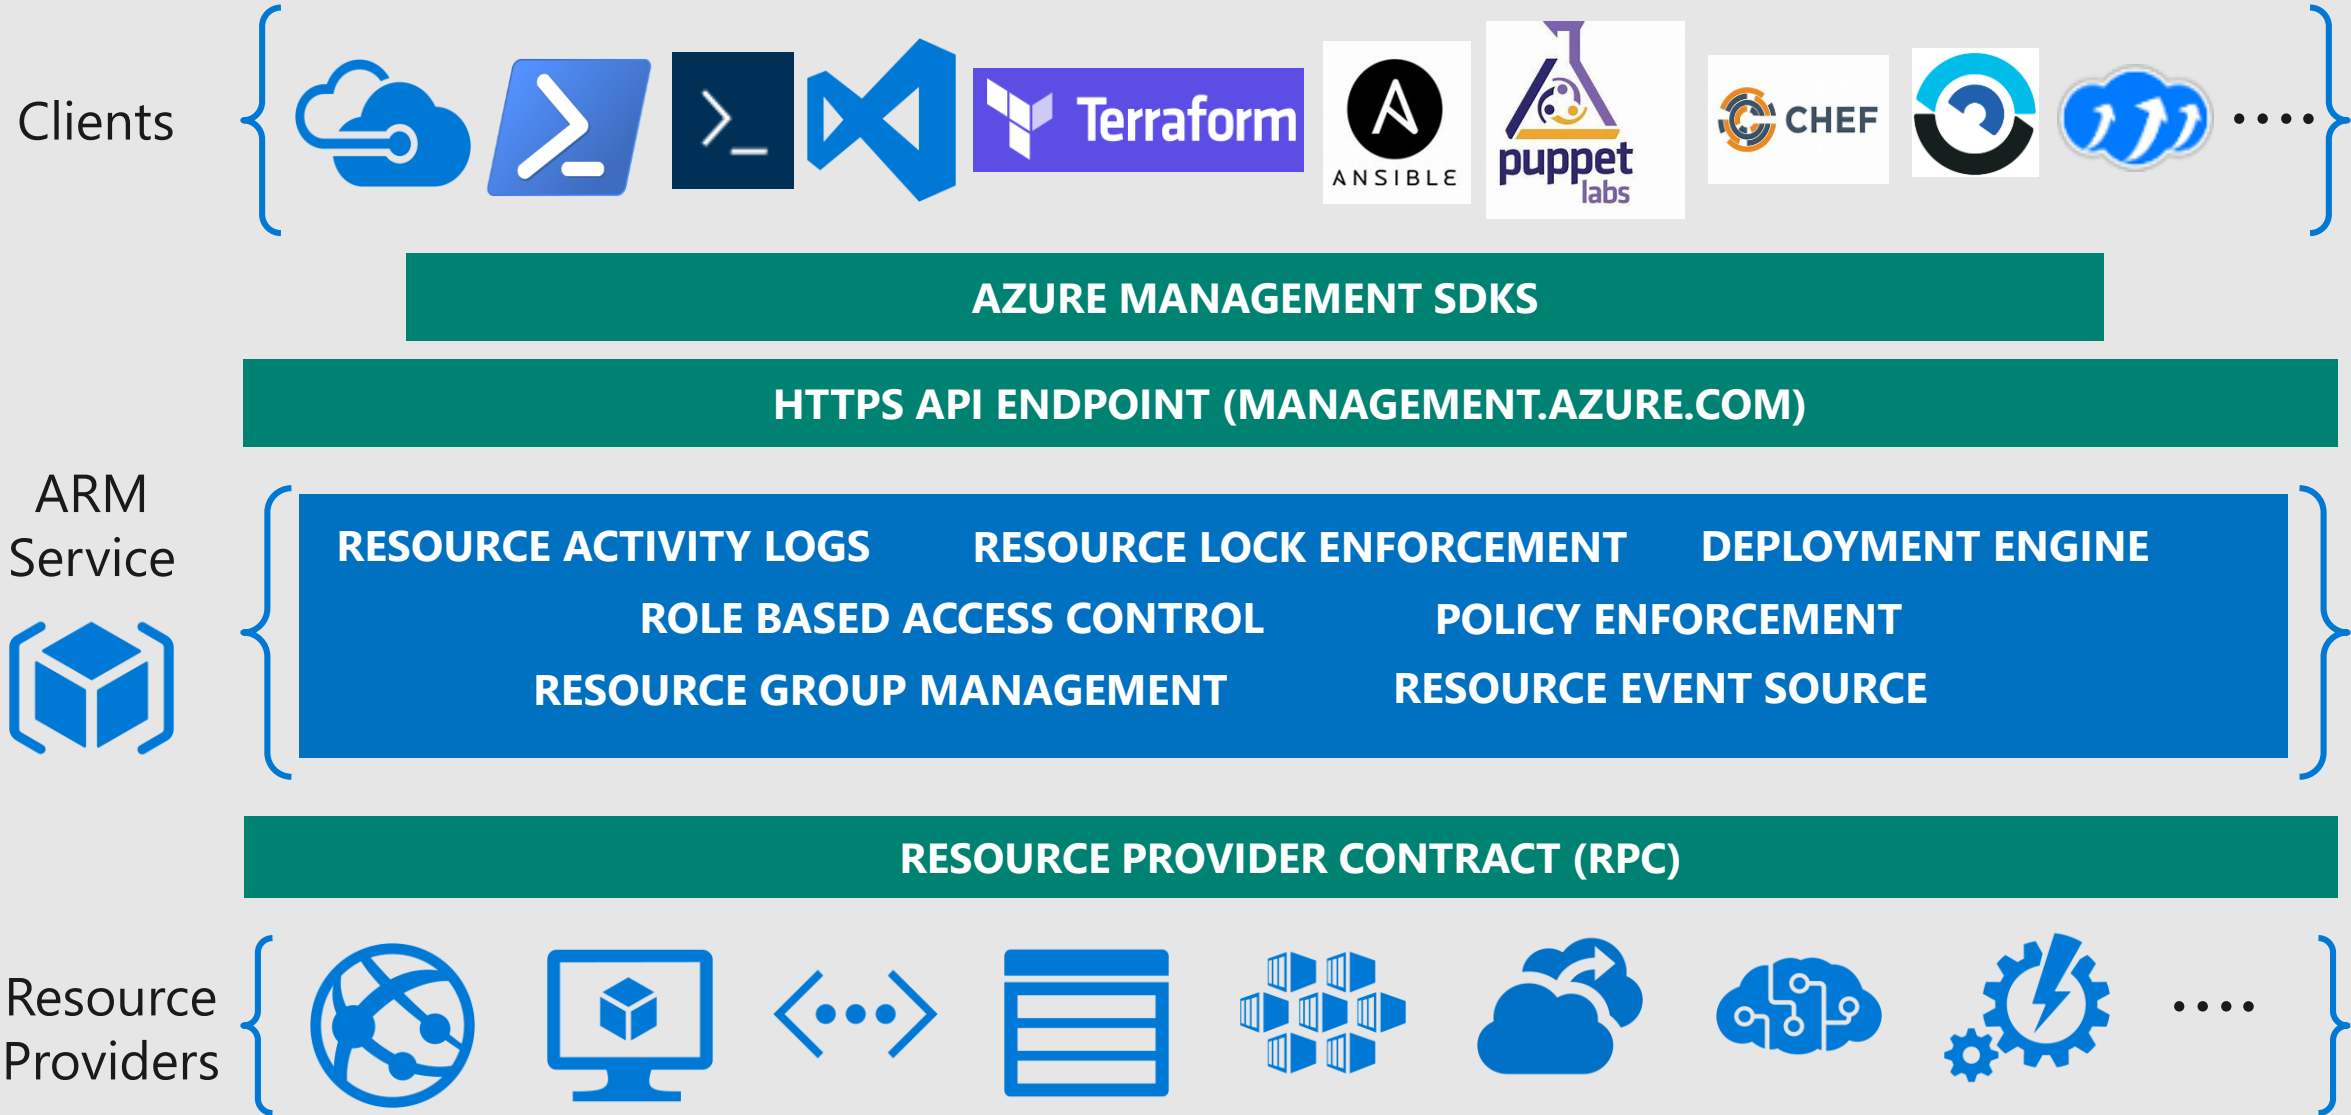 Clients
Terraform
ANSIBLE
puppet
labs
CHEF
AZURE MANAGEMENT SDKS
HTTPS API ENDPOINT (MANAGEMENT.AZURE.COM)
ARM
Service
RESOURCE ACTIVITY LOGS
RESOURCE LOCK ENFORCEMENT
DEPLOYMENT ENGINE
ROLE BASED ACCESS CONTROL
POLICY ENFORCEMENT
RESOURCE GROUP MANAGEMENT
RESOURCE EVENT SOURCE
RESOURCE PROVIDER CONTRACT (RPC)
Resource
Providers